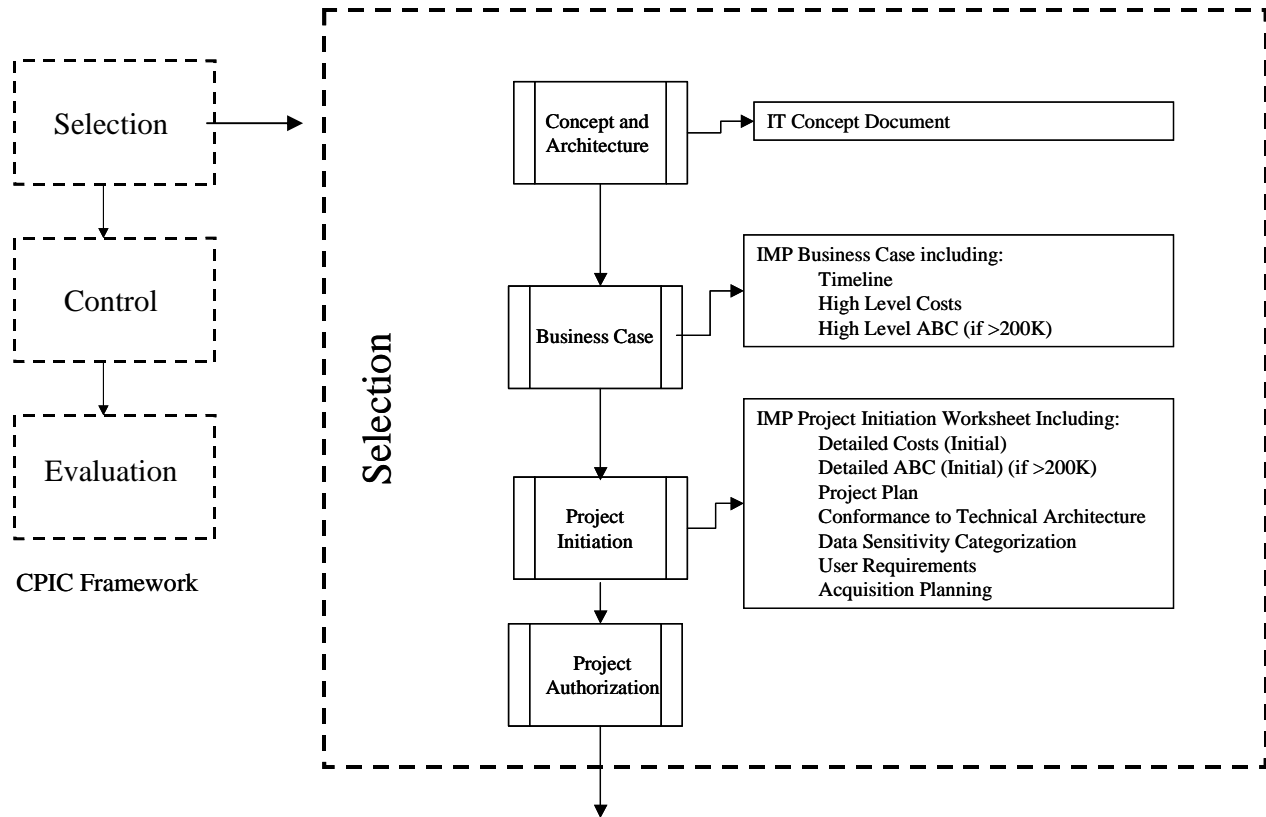 Selection
Control
Evaluation
CPIC Framework
Selection
Concept and
Architecture
IT Concept Document
Business Case
IMP Business Case including:
Timeline
High Level Costs
High Level ABC (if >200K)
Project
Initiation
IMP Project Initiation Worksheet Including:
Detailed Costs (Initial)
Detailed ABC (Initial) (if >200K)
Project Plan
Conformance to Technical Architecture
Data Sensitivity Categorization
User Requirements
Acquisition Planning
Project
Authorization